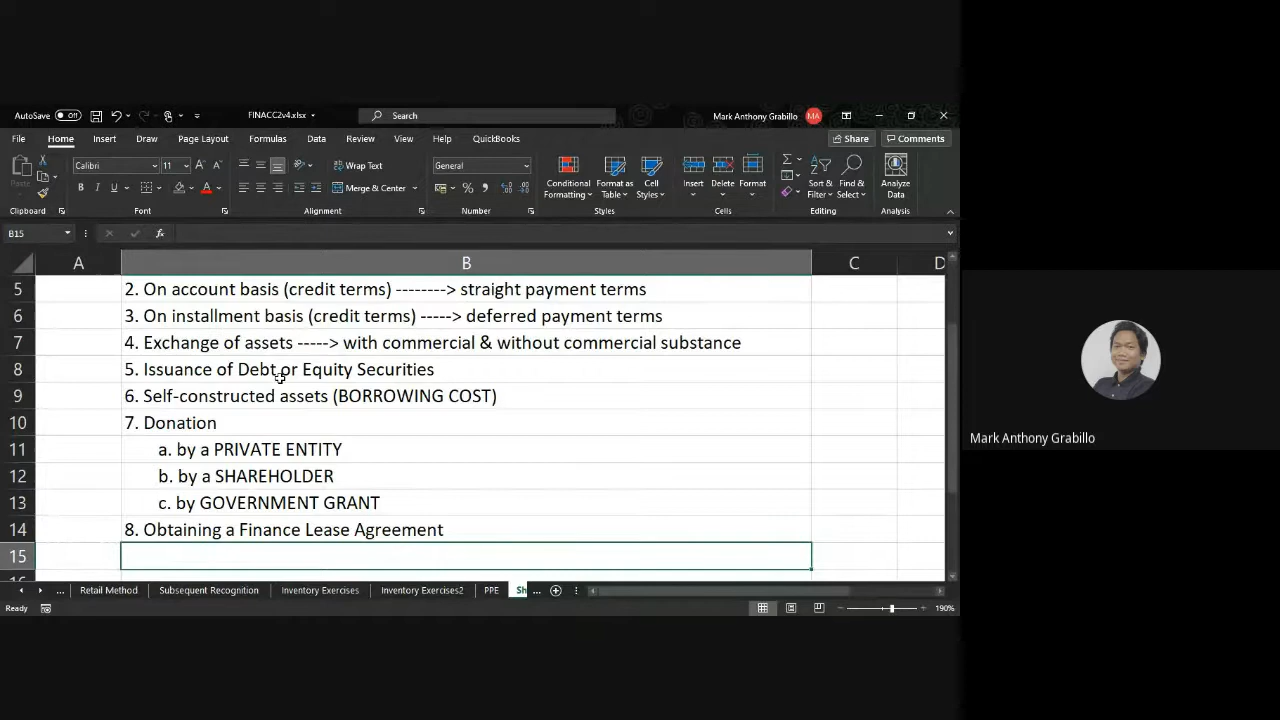 AutoSave Off FINACC2v4.xlsx Search Mark Anthony Grabillo MA
File Home Insert Draw Page Layout Formulas Data Review View Help QuickBooks Share Comments
Paste Calibri 11 Wrap Text General Conditional Formatting Format as Table Cell Styles Insert Delete Format Sort & Filter Find & Select Analyze Data
B I U Merge & Center
Clipboard Font Alignment Number Styles Cells Editing Analysis
B15 fx
A B C D
5 2. On account basis (credit terms) --------> straight payment terms
6 3. On installment basis (credit terms) -----> deferred payment terms
7 4. Exchange of assets -----> with commercial & without commercial substance
8 5. Issuance of Debt or Equity Securities
9 6. Self-constructed assets (BORROWING COST)
10 7. Donation
11 a. by a PRIVATE ENTITY
12 b. by a SHAREHOLDER
13 c. by GOVERNMENT GRANT
14 8. Obtaining a Finance Lease Agreement
15
... Retail Method Subsequent Recognition Inventory Exercises Inventory Exercises2 PPE Sh ...
Ready 190%
Mark Anthony Grabillo